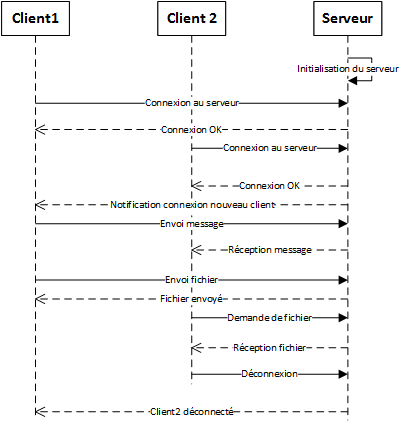 Client1
Client 2
Serveur
Initialisation du serveur
Connexion au serveur
Connexion OK
Connexion au serveur
Connexion OK
Notification connexion nouveau client
Envoi message
Réception message
Envoi fichier
Fichier envoyé
Demande de fichier
Réception fichier
Déconnexion
Client2 déconnecté